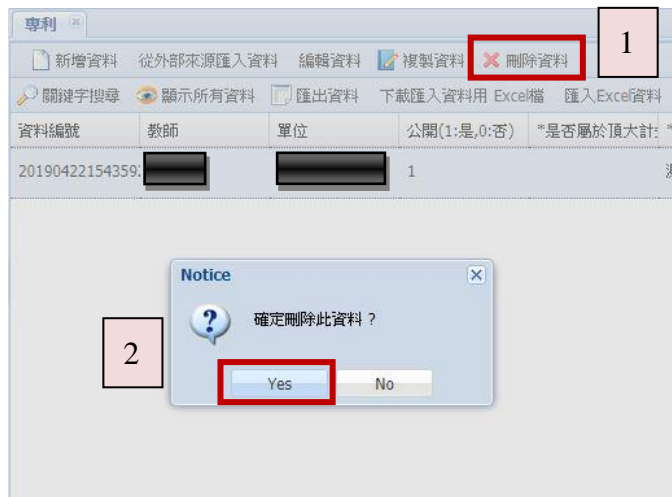 專利
1
新增資料 從外部來源匯入資料 編輯資料 複製資料 刪除資料
關鍵字搜尋 顯示所有資料 匯出資料 下載匯入資料用 Excel檔 匯入Excel資料
資料編號 教師 單位 公開(1:是,0:否) *是否屬於頂大計 *
20190422154359 1
Notice
確定刪除此資料？
2
Yes No